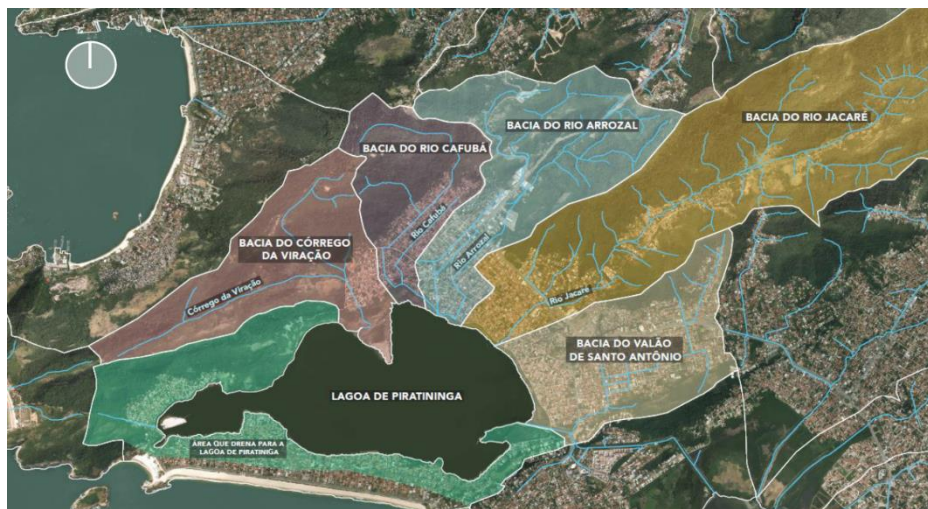 BACIA DO RIO JACARÉ
BACIA DO RIO ARROZAL
BACIA DO RIO CAFUBÁ
Rio Cafubá
BACIA DO CÓRREGO
DA VIRAÇÃO
Rio Arrozal
Córrego da Viração
Rio Jacaré
BACIA DO VALÃO
DE SANTO ANTÔNIO
LAGOA DE PIRATININGA
ÁREA QUE DRENA PARA A
LAGOA DE PIRATINIGA